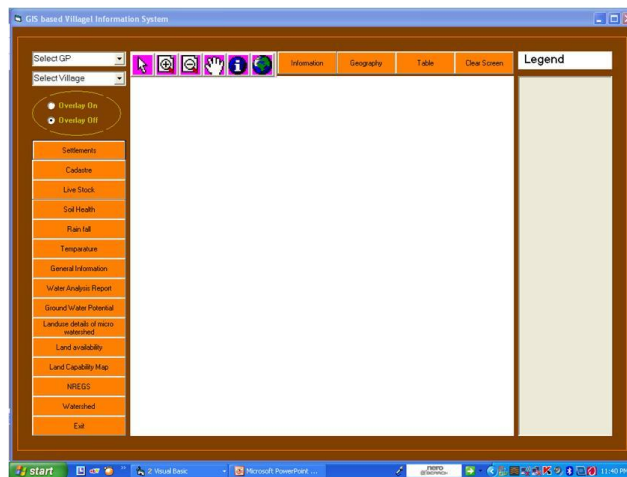 GIS based Villagel Information System
Select GP
Select Village
Overlay On
Overlay Off
Information
Geography
Table
Clear Screen
Legend
Settlements
Cadastre
Live Stock
Soil Health
Rain fall
Temparature
General Information
Water Analysis Report
Ground Water Potential
Landuse details of micro
watershed
Land availability
Land Capability Map
NREGS
Watershed
Exit
start
2 Visual Basic
Microsoft PowerPoint ...
nero
SEARCH
11:40 PM